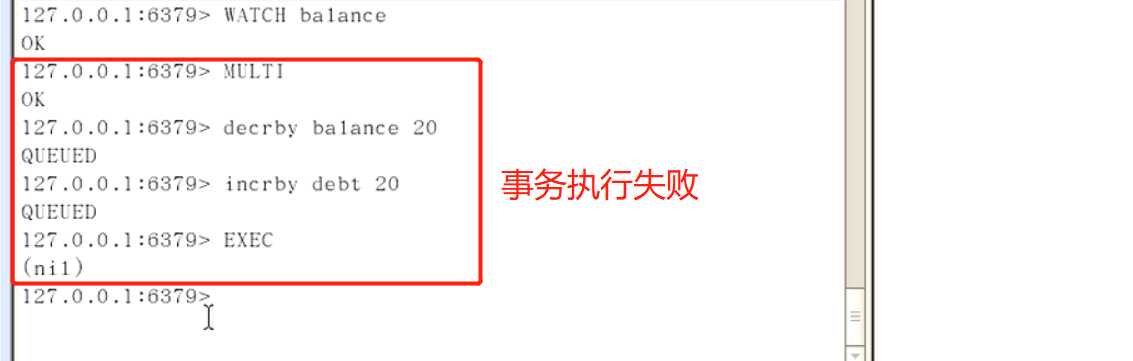 127.0.0.1:6379> WATCH balance
OK
127.0.0.1:6379> MULTI
OK
127.0.0.1:6379> decrby balance 20
QUEUED
127.0.0.1:6379> incrby debt 20
QUEUED
事务执行失败
127.0.0.1:6379> EXEC
(nil)
127.0.0.1:6379>